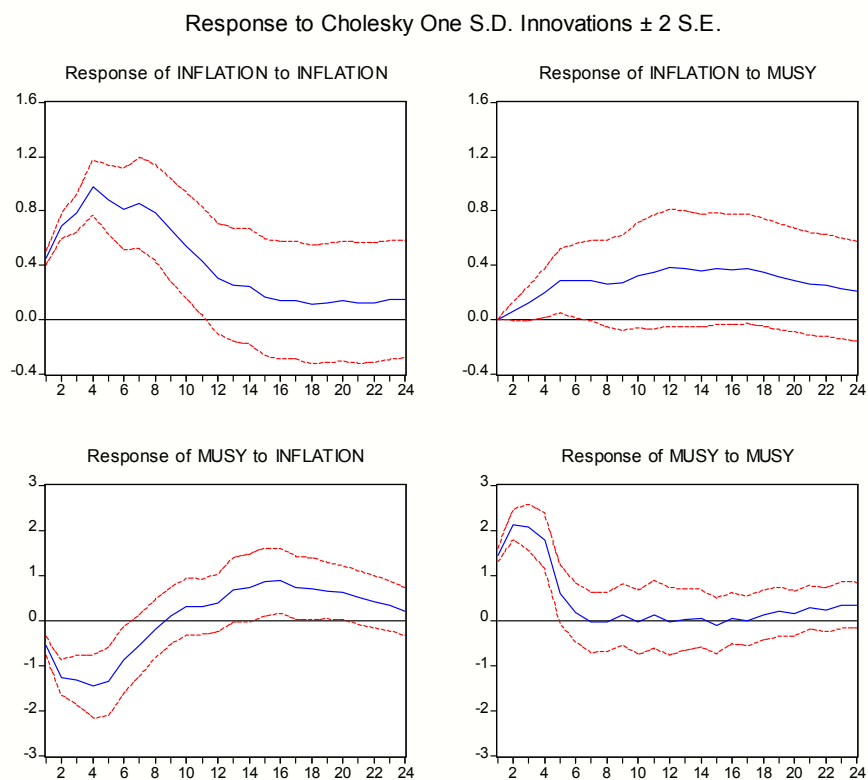 Response to Cholesky One S.D. Innovations ± 2 S.E.
Response of INFLATION to INFLATION
1.6
1.2
0.8
0.4
0.0
-0.4
2 4 6 8 10 12 14 16 18 20 22 24
Response of INFLATION to MUSY
1.6
1.2
0.8
0.4
0.0
-0.4
2 4 6 8 10 12 14 16 18 20 22 24
Response of MUSY to INFLATION
3
2
1
0
-1
-2
-3
2 4 6 8 10 12 14 16 18 20 22 24
Response of MUSY to MUSY
3
2
1
0
-1
-2
-3
2 4 6 8 10 12 14 16 18 20 22 24